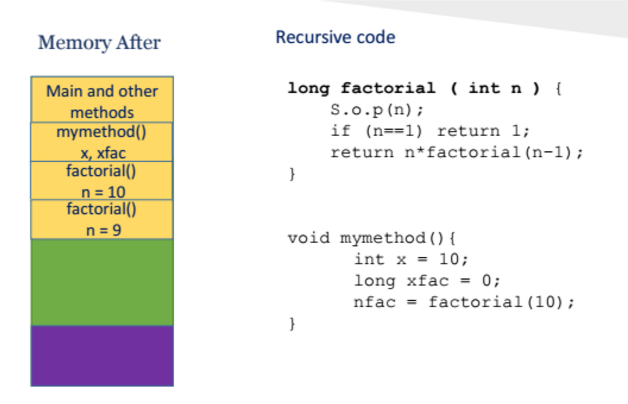 Memory After
Main and other
methods
mymethod()
x, xfac
factorial()
n = 10
factorial()
n = 9
Recursive code
long factorial ( int n ) {
S.o.p(n);
if (n==1) return 1;
return n*factorial(n-1);
}
void mymethod(){
int x = 10;
long xfac = 0;
nfac = factorial(10);
}